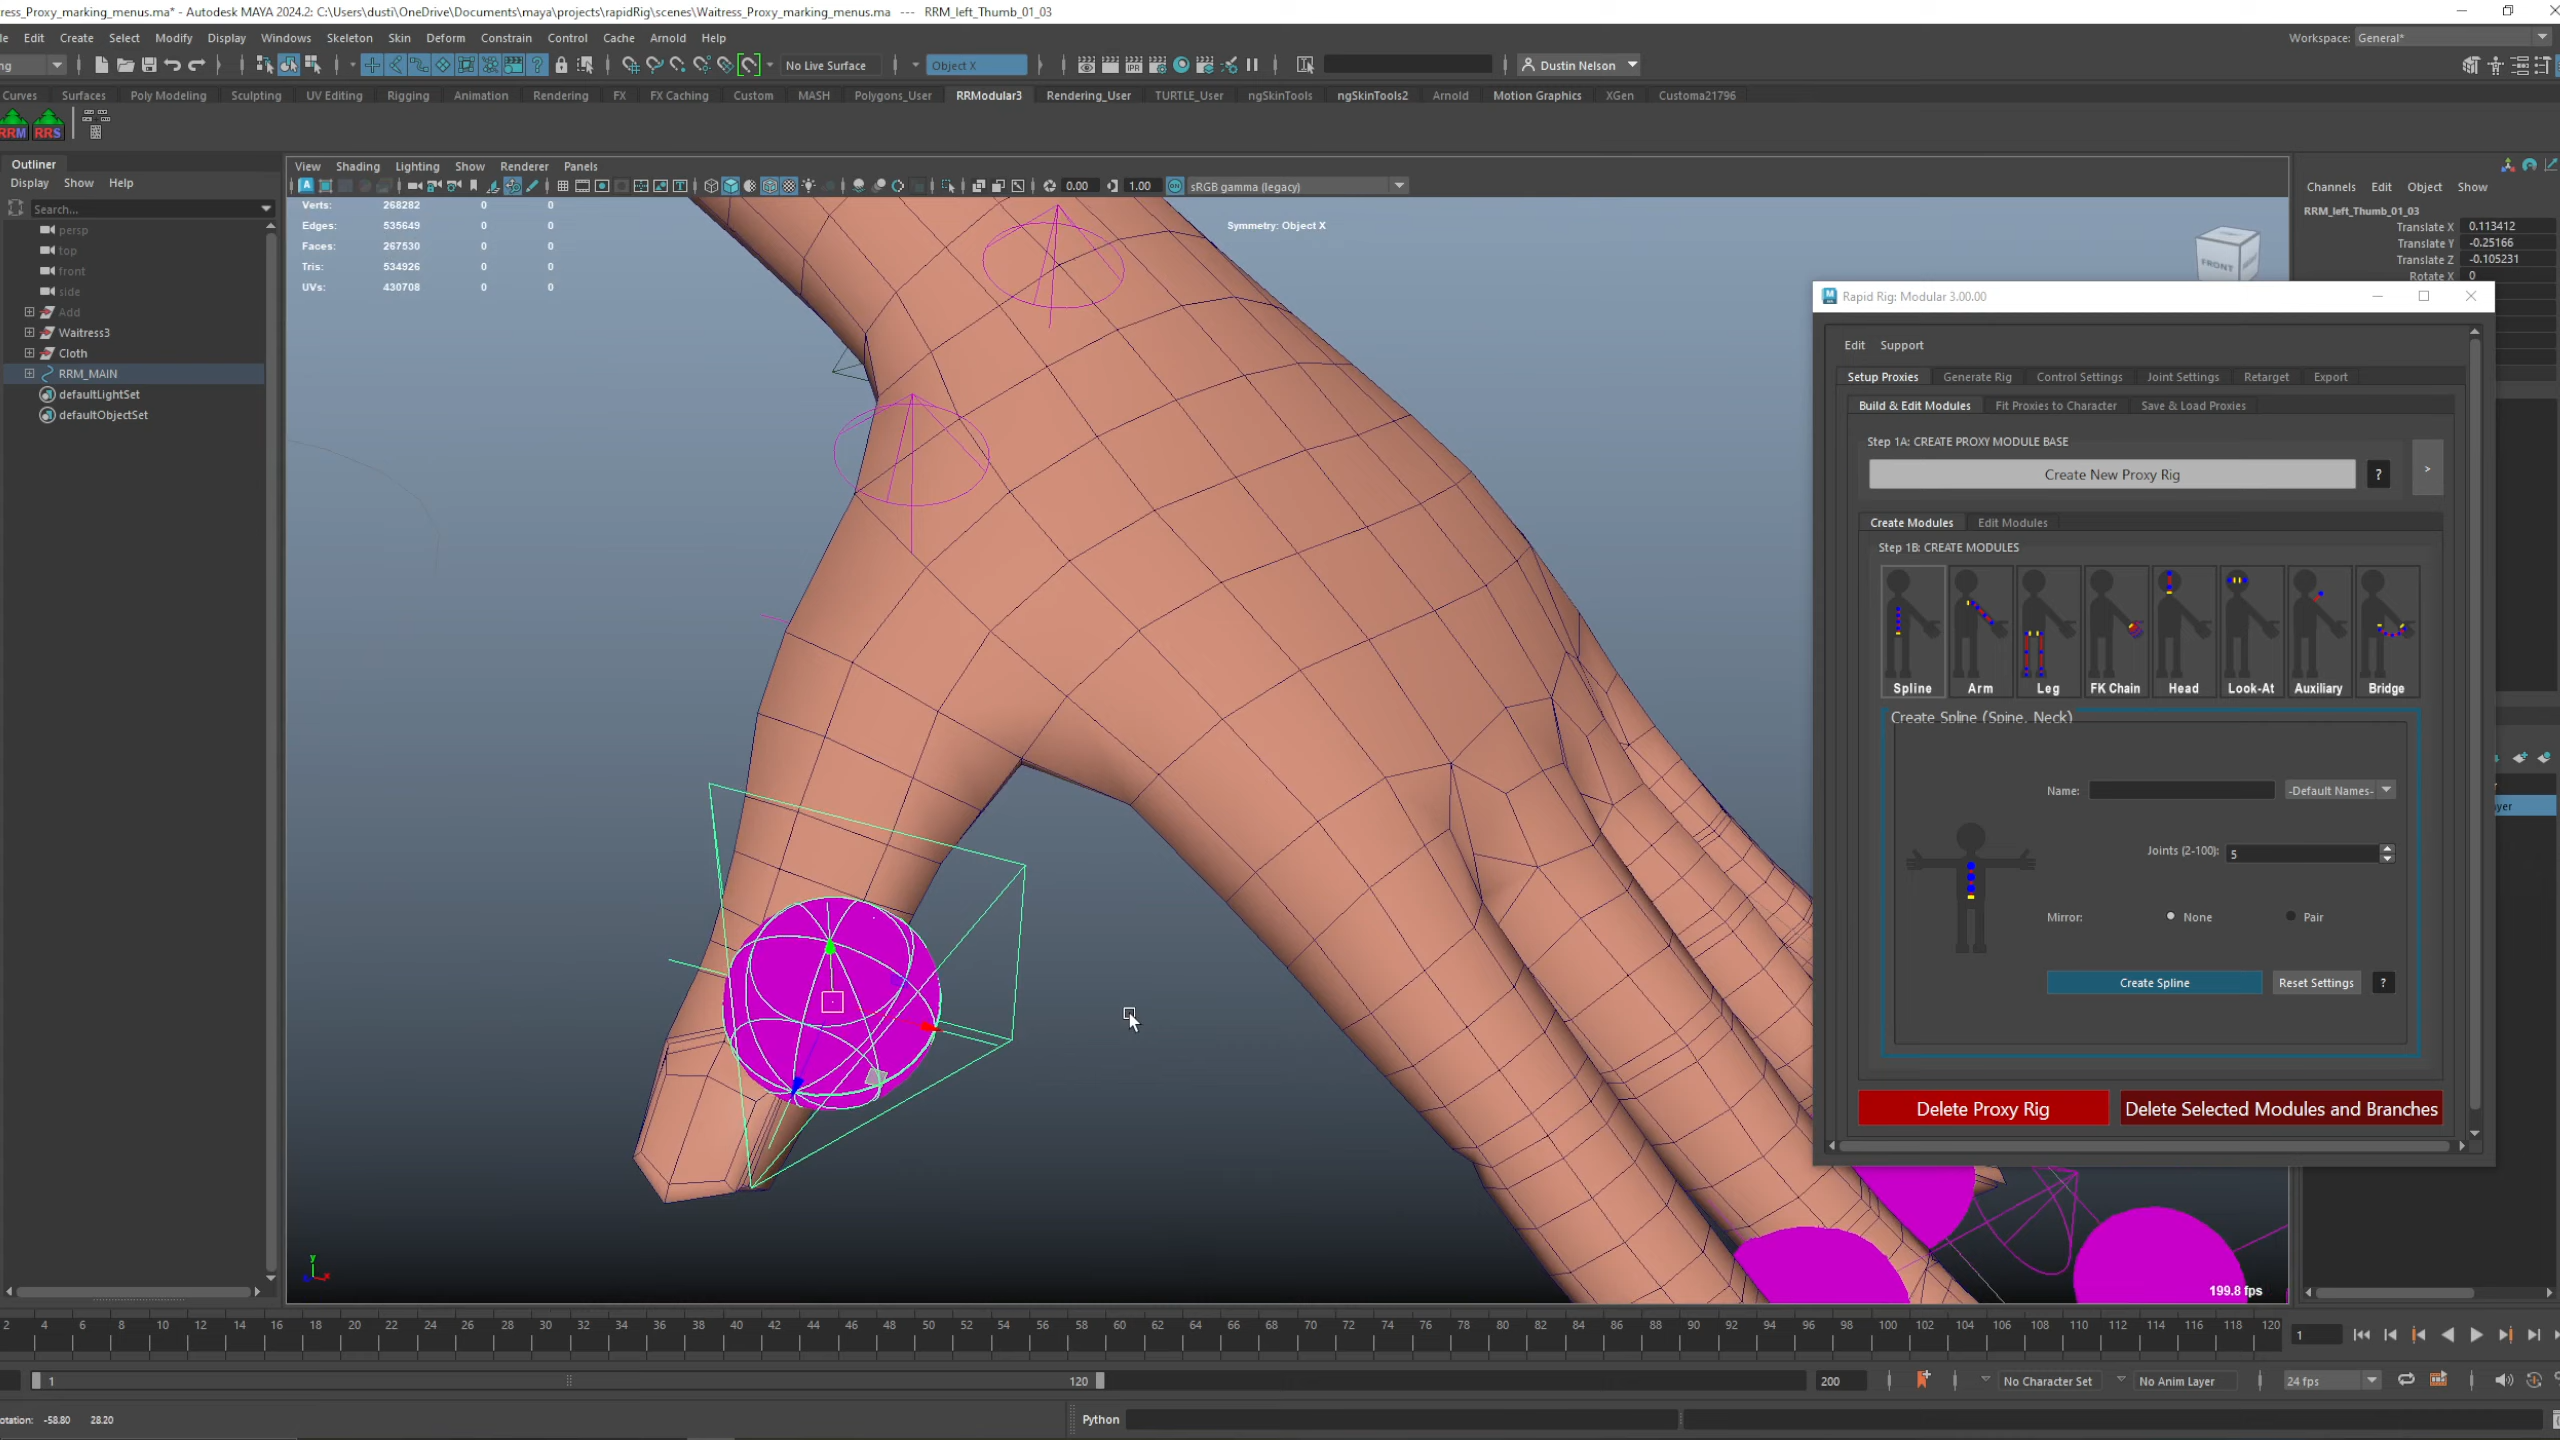 ress_Proxy_marking_menus.ma* - Autodesk MAYA 2024.2: C:\Users\dusti\OneDrive\Documents\maya\projects\rapidRig\scenes\Waitress_Proxy_marking_menus.ma --- RRM_left_Thumb_01_03
le Edit Create Select Modify Display Windows Skeleton Skin Deform Constrain Control Cache Arnold Help
Workspace: General*
ng No Live Surface Object X Dustin Nelson
Curves Surfaces Poly Modeling Sculpting UV Editing Rigging Animation Rendering FX FX Caching Custom MASH Polygons_User RRModular3 Rendering_User TURTLE_User ngSkinTools ngSkinTools2 Arnold Motion Graphics XGen Customa21796
RRM RRS
Outliner
Display Show Help
Search...
persp
top
front
side
Add
Waitress3
Cloth
RRM_MAIN
defaultLightSet
defaultObjectSet
View Shading Lighting Show Renderer Panels
0.00 1.00 sRGB gamma (legacy)
Verts: 268282 0 0
Edges: 535649 0 0
Faces: 267530 0 0
Tris: 534926 0 0
UVs: 430708 0 0
Symmetry: Object X
FRONT
199.8 fps
Channels Edit Object Show
RRM_left_Thumb_01_03
Translate X 0.113412
Translate Y -0.25166
Translate Z -0.105231
Rotate X 0
yer
Rapid Rig: Modular 3.00.00
Edit Support
Setup Proxies Generate Rig Control Settings Joint Settings Retarget Export
Build & Edit Modules Fit Proxies to Character Save & Load Proxies
Step 1A: CREATE PROXY MODULE BASE
Create New Proxy Rig ? >
Create Modules Edit Modules
Step 1B: CREATE MODULES
Spline Arm Leg FK Chain Head Look-At Auxiliary Bridge
Create Spline (Spine, Neck)
Name: -Default Names-
Joints (2-100): 5
Mirror: None Pair
Create Spline Reset Settings ?
Delete Proxy Rig Delete Selected Modules and Branches
2 4 6 8 10 12 14 16 18 20 22 24 26 28 30 32 34 36 38 40 42 44 46 48 50 52 54 56 58 60 62 64 66 68 70 72 74 76 78 80 82 84 86 88 90 92 94 96 98 100 102 104 106 108 110 112 114 116 118 120
1
1 120 200 No Character Set No Anim Layer 24 fps
otation: -58.80 28.20
Python